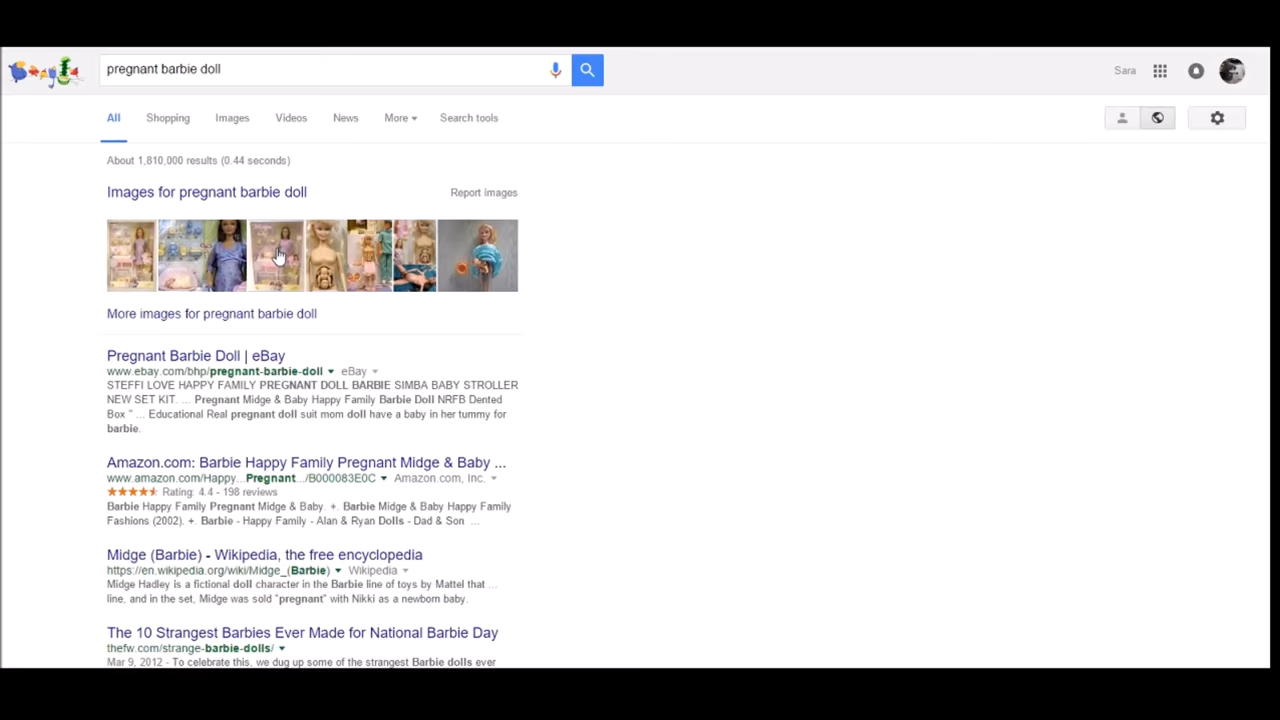 pregnant barbie doll
Sara
All Shopping Images Videos News More Search tools
About 1,810,000 results (0.44 seconds)
Images for pregnant barbie doll
Report images
More images for pregnant barbie doll
Pregnant Barbie Doll | eBay
www.ebay.com/bhp/pregnant-barbie-doll eBay
STEFFI LOVE HAPPY FAMILY PREGNANT DOLL BARBIE SIMBA BABY STROLLER
NEW SET KIT. ... Pregnant Midge & Baby Happy Family Barbie Doll NRFB Dented
Box " ... Educational Real pregnant doll suit mom doll have a baby in her tummy for
barbie.
Amazon.com: Barbie Happy Family Pregnant Midge & Baby ...
www.amazon.com/Happy...Pregnant.../B000083E0C Amazon.com, Inc.
Rating: 4.4 - 198 reviews
Barbie Happy Family Pregnant Midge & Baby. +. Barbie Midge & Baby Happy Family
Fashions (2002). +. Barbie - Happy Family - Alan & Ryan Dolls - Dad & Son ...
Midge (Barbie) - Wikipedia, the free encyclopedia
https://en.wikipedia.org/wiki/Midge_(Barbie) Wikipedia
Midge Hadley is a fictional doll character in the Barbie line of toys by Mattel that ...
line, and in the set, Midge was sold "pregnant" with Nikki as a newborn baby.
The 10 Strangest Barbies Ever Made for National Barbie Day
thefw.com/strange-barbie-dolls/
Mar 9, 2012 - To celebrate this, we dug up some of the strangest Barbie dolls ever